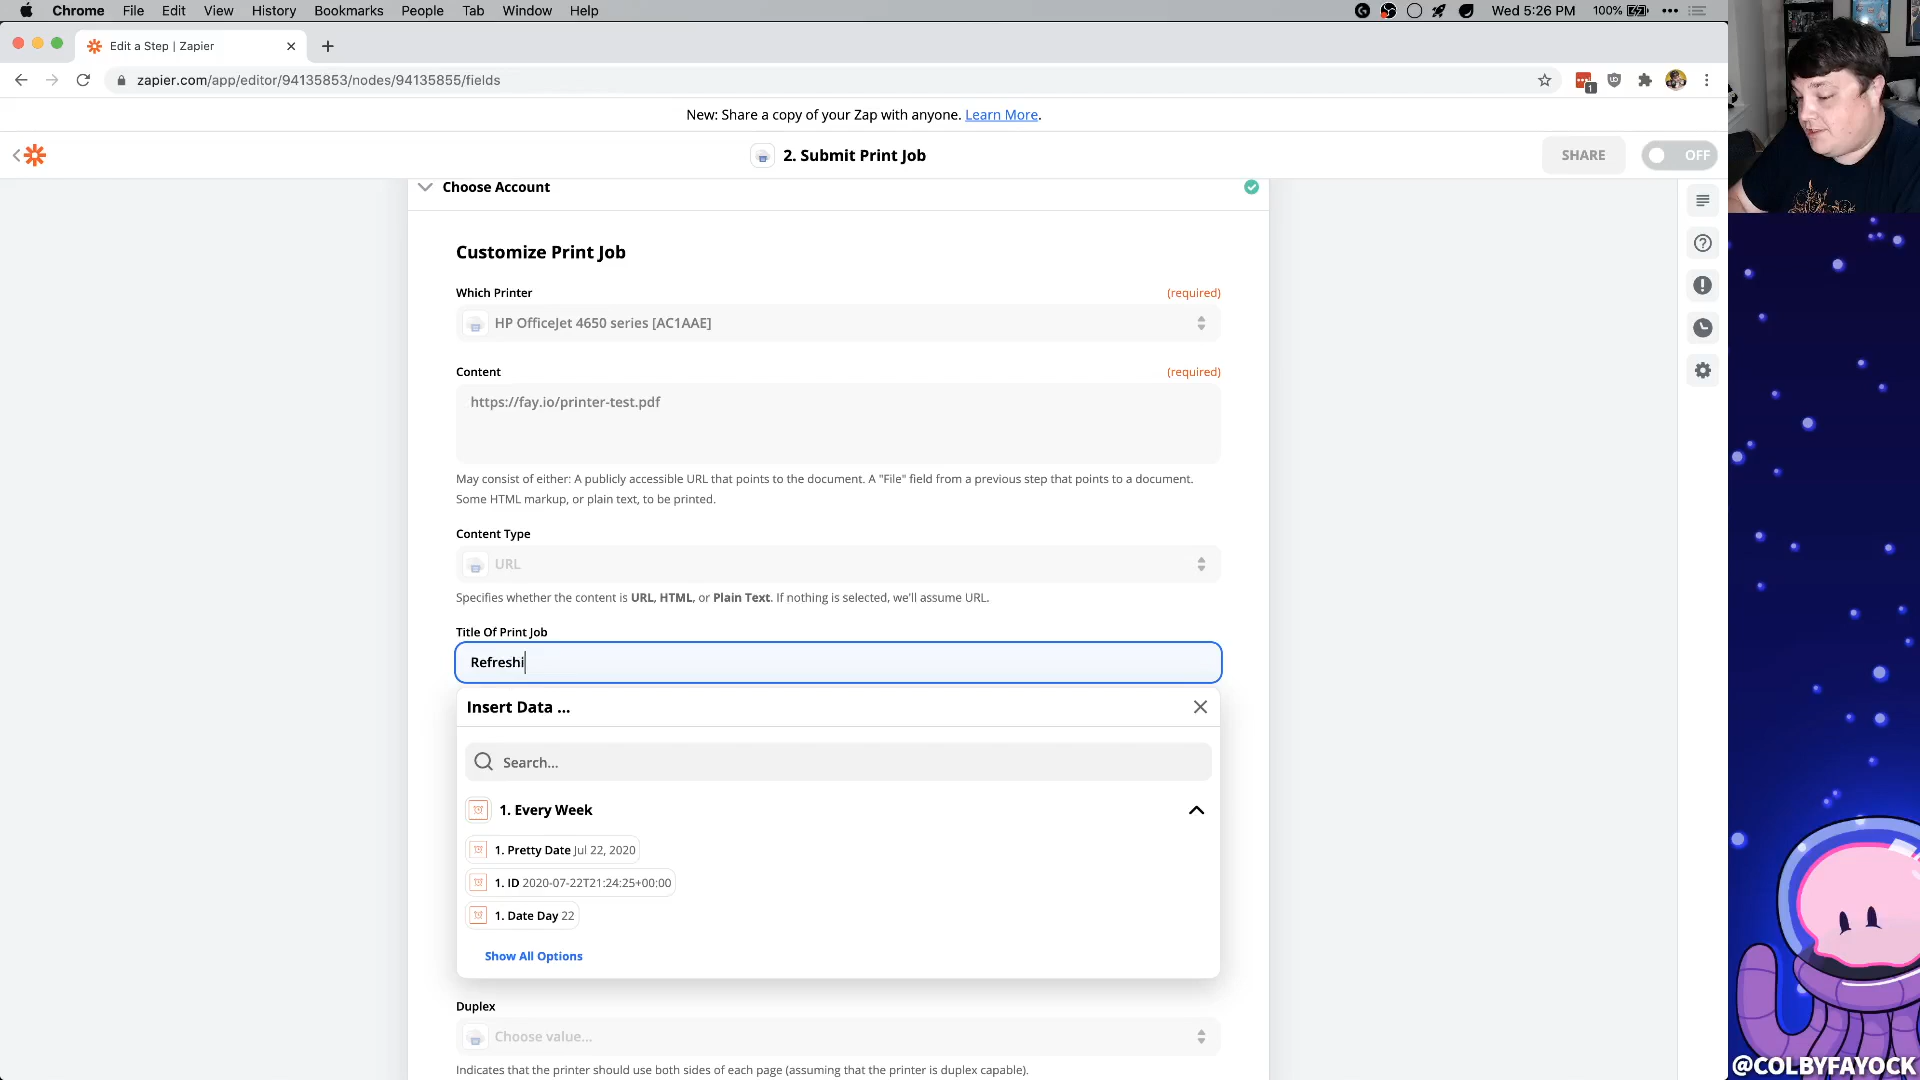 Chrome File Edit View History Bookmarks People Tab Window Help Wed 5:26 PM 100%
Edit a Step | Zapier
zapier.com/app/editor/94135853/nodes/94135855/fields
1
New: Share a copy of your Zap with anyone. Learn More.
2. Submit Print Job SHARE OFF
Choose Account
Customize Print Job
Which Printer (required)
HP OfficeJet 4650 series [AC1AAE]
Content (required)
https://fay.io/printer-test.pdf
May consist of either: A publicly accessible URL that points to the document. A "File" field from a previous step that points to a document.
Some HTML markup, or plain text, to be printed.
Content Type
URL
Specifies whether the content is URL, HTML, or Plain Text. If nothing is selected, we'll assume URL.
Title Of Print Job
Refreshi
Insert Data ...
Search...
1. Every Week
1. Pretty Date Jul 22, 2020
1. ID 2020-07-22T21:24:25+00:00
1. Date Day 22
Show All Options
Duplex
Choose value...
Indicates that the printer should use both sides of each page (assuming that the printer is duplex capable).
@COLBYFAYOCK